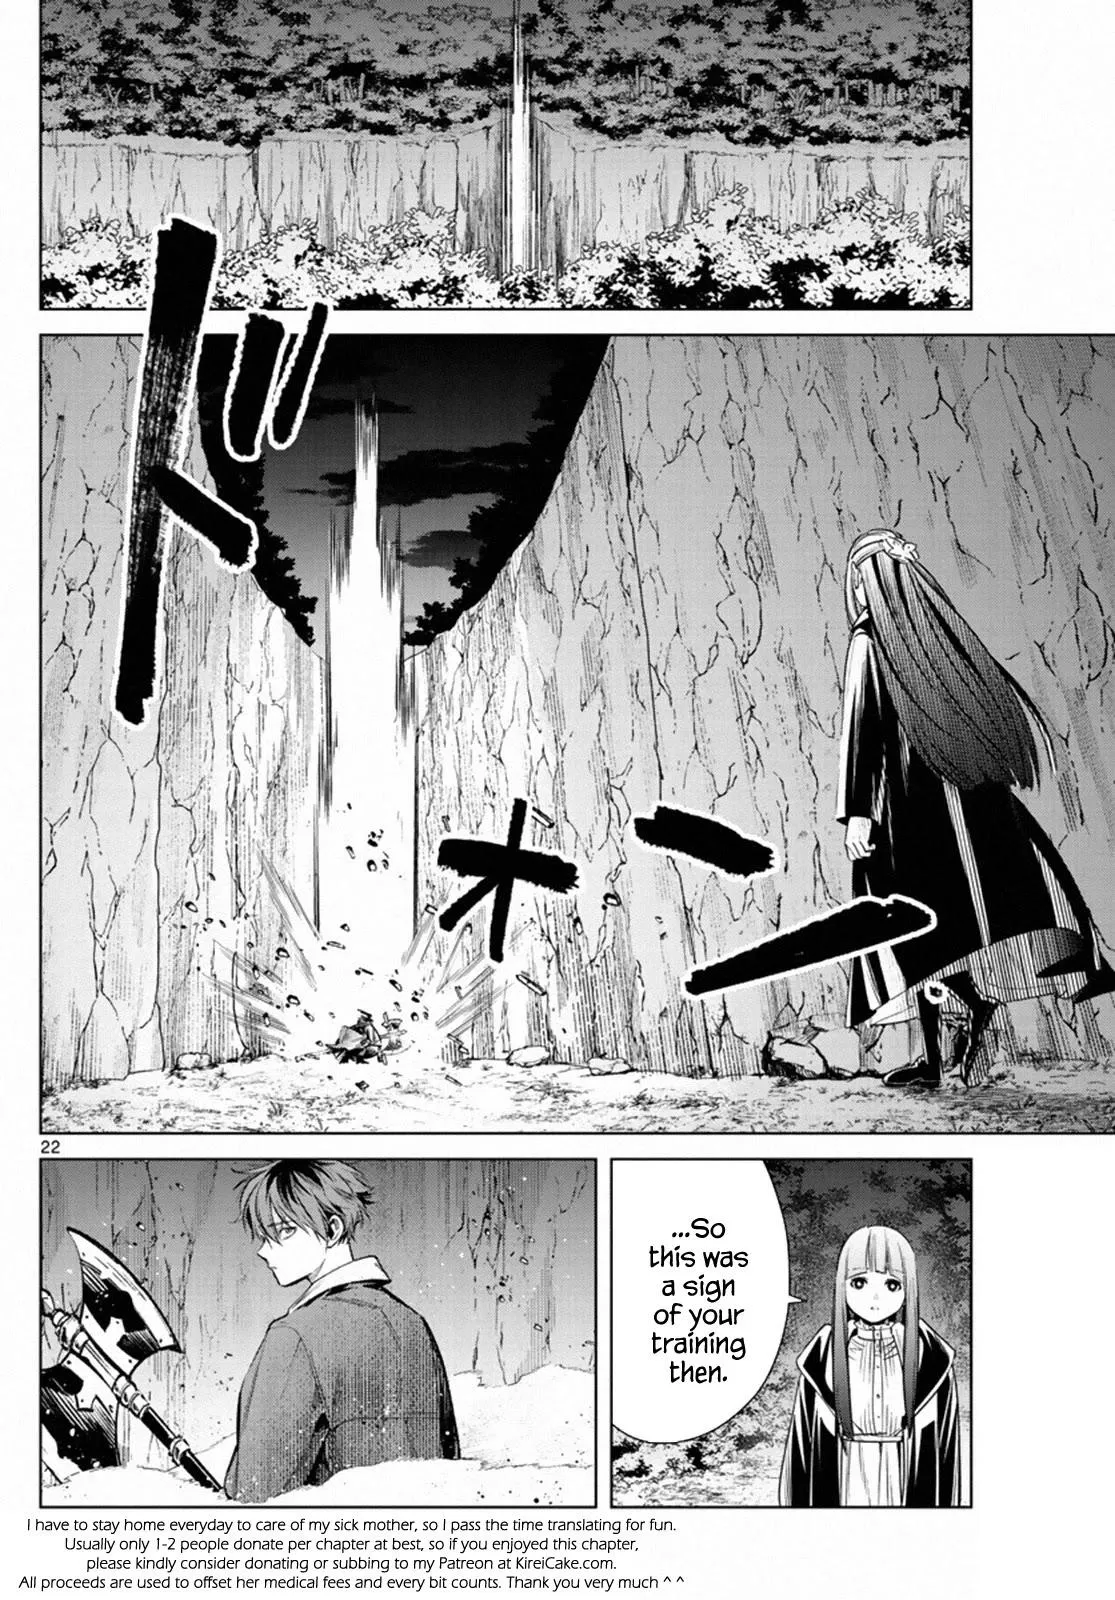 ドオン
22
...So
this was
a sign
of your
training
then.
I have to stay home everyday to care of my sick mother, so I pass the time translating for fun.
Usually only 1-2 people donate per chapter at best, so if you enjoyed this chapter,
please kindly consider donating or subbing to my Patreon at KireiCake.com.
All proceeds are used to offset her medical fees and every bit counts. Thank you very much ^ ^